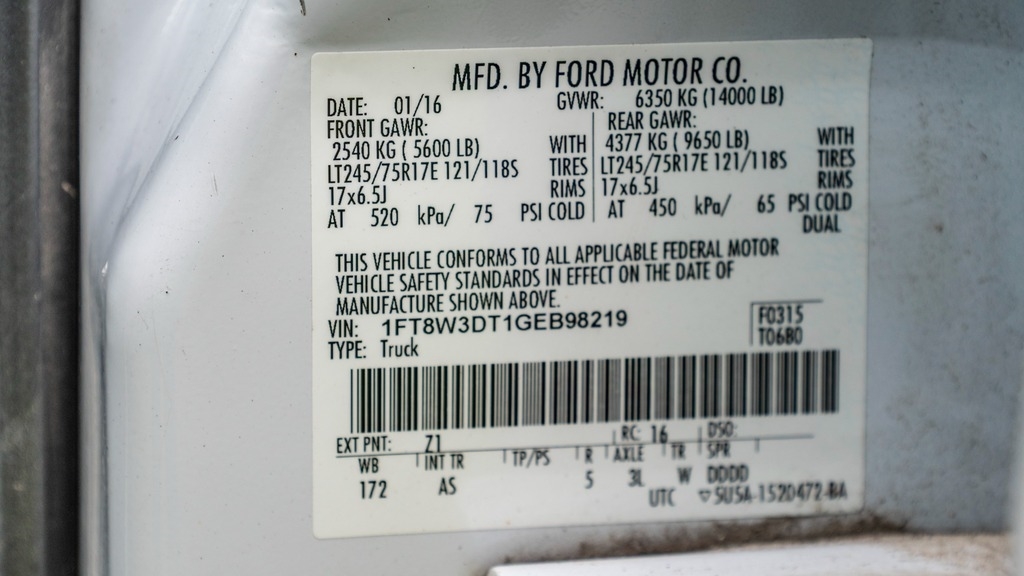 MFD. BY FORD MOTOR CO.
DATE: 01/16 GVWR: 6350 KG (14000 LB)
FRONT GAWR: REAR GAWR:
2540 KG ( 5600 LB) WITH 4377 KG ( 9650 LB) WITH
LT245/75R17E 121/118S TIRES LT245/75R17E 121/118S TIRES
17x6.5J RIMS 17x6.5J RIMS
AT 520 kPa/ 75 PSI COLD AT 450 kPa/ 65 PSI COLD
DUAL
THIS VEHICLE CONFORMS TO ALL APPLICABLE FEDERAL MOTOR
VEHICLE SAFETY STANDARDS IN EFFECT ON THE DATE OF
MANUFACTURE SHOWN ABOVE.
VIN: 1FT8W3DT1GEB98219 F0315
TYPE: Truck T06B0
EXT PNT: Z1 RC: 16 DSO:
WB INT TR TP/PS R AXLE TR SPR
172 AS 5 3L W DDDD
UTC ▽5U5A-1520472-BA